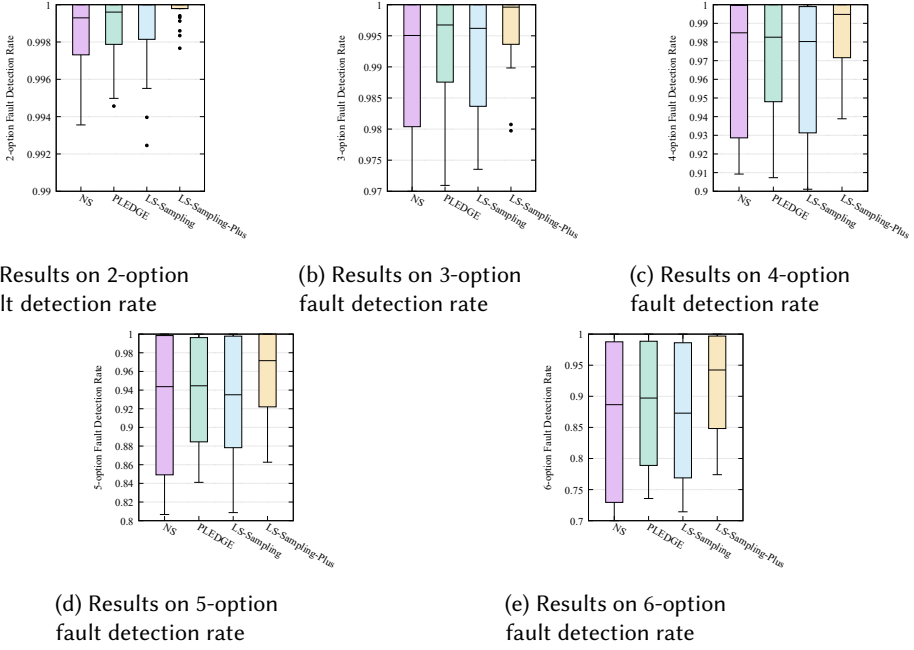 1
0.998
0.996
0.994
0.992
0.99
2-option Fault Detection Rate
NS
PLEDGE
LS-Sampling
LS-Sampling-Plus
1
0.995
0.99
0.985
0.98
0.975
0.97
3-option Fault Detection Rate
NS
PLEDGE
LS-Sampling
LS-Sampling-Plus
1
0.99
0.98
0.97
0.96
0.95
0.94
0.93
0.92
0.91
0.9
4-option Fault Detection Rate
NS
PLEDGE
LS-Sampling
LS-Sampling-Plus
Results on 2-option
lt detection rate
(b) Results on 3-option
fault detection rate
(c) Results on 4-option
fault detection rate
1
0.98
0.96
0.94
0.92
0.9
0.88
0.86
0.84
0.82
0.8
5-option Fault Detection Rate
NS
PLEDGE
LS-Sampling
LS-Sampling-Plus
1
0.95
0.9
0.85
0.8
0.75
0.7
6-option Fault Detection Rate
NS
PLEDGE
LS-Sampling
LS-Sampling-Plus
(d) Results on 5-option
fault detection rate
(e) Results on 6-option
fault detection rate